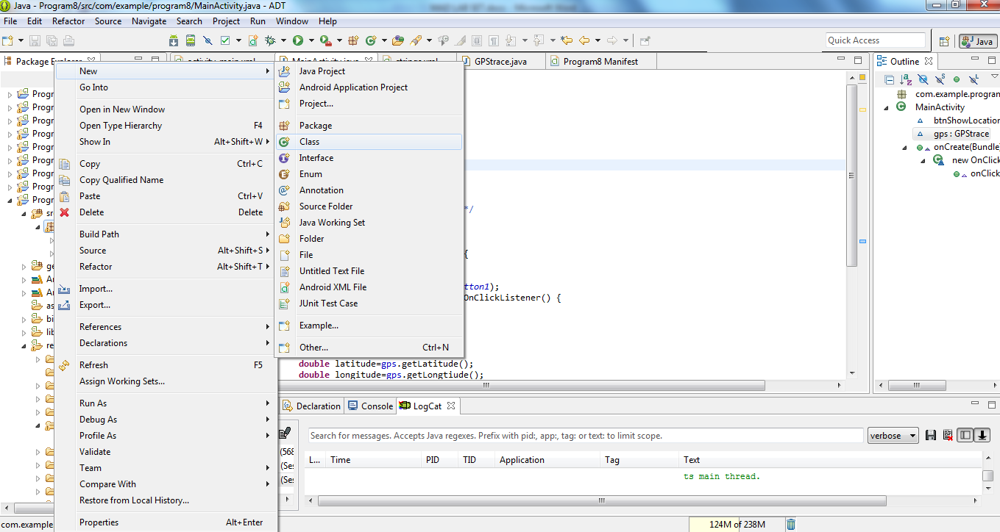 Java - Program8/src/com/example/program8/MainActivity.java - ADT
File Edit Refactor Source Navigate Search Project Run Window Help
Quick Access
Java
Package Explorer
activity_main.xml
MainActivity.java
strings.xml
GPStrace.java
Program8 Manifest
Outline
Progr
Progr
Progr
Progr
Progr
Progr
Progr
Progr
Progr
sr
ge
Ar
Ar
as
bi
lib
re
New
Go Into
Open in New Window
Open Type Hierarchy F4
Show In Alt+Shift+W
Copy Ctrl+C
Copy Qualified Name
Paste Ctrl+V
Delete Delete
Build Path
Source Alt+Shift+S
Refactor Alt+Shift+T
Import...
Export...
References
Declarations
Refresh F5
Assign Working Sets...
Run As
Debug As
Profile As
Validate
Team
Compare With
Restore from Local History...
Properties Alt+Enter
Java Project
Android Application Project
Project...
Package
Class
Interface
Enum
Annotation
Source Folder
Java Working Set
Folder
File
Untitled Text File
Android XML File
JUnit Test Case
Example...
Other... Ctrl+N
*/
{
tton1);
OnClickListener() {
double latitude=gps.getLatitude();
double longitude=gps.getLongtiude();
com.example.program
MainActivity
btnShowLocation
gps : GPStrace
onCreate(Bundle)
new OnClick
onClick
Declaration
Console
LogCat
(568
(Ses
(Ses
Search for messages. Accepts Java regexes. Prefix with pid:, app:, tag: or text: to limit scope.
verbose
L... Time PID TID Application Tag Text
ts main thread.
com.example
124M of 238M